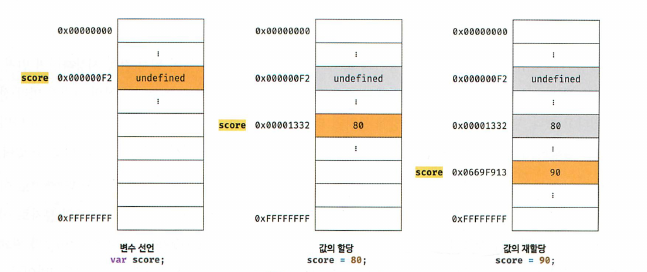 0x00000000
⋮
score 0x000000F2 undefined
⋮
0xFFFFFFFF
변수 선언
var score;
0x00000000
⋮
0x000000F2 undefined
⋮
score 0x00001332 80
⋮
0xFFFFFFFF
값의 할당
score = 80;
0x00000000
⋮
0x000000F2 undefined
⋮
0x00001332 80
⋮
score 0x0669F913 90
⋮
0xFFFFFFFF
값의 재할당
score = 90;